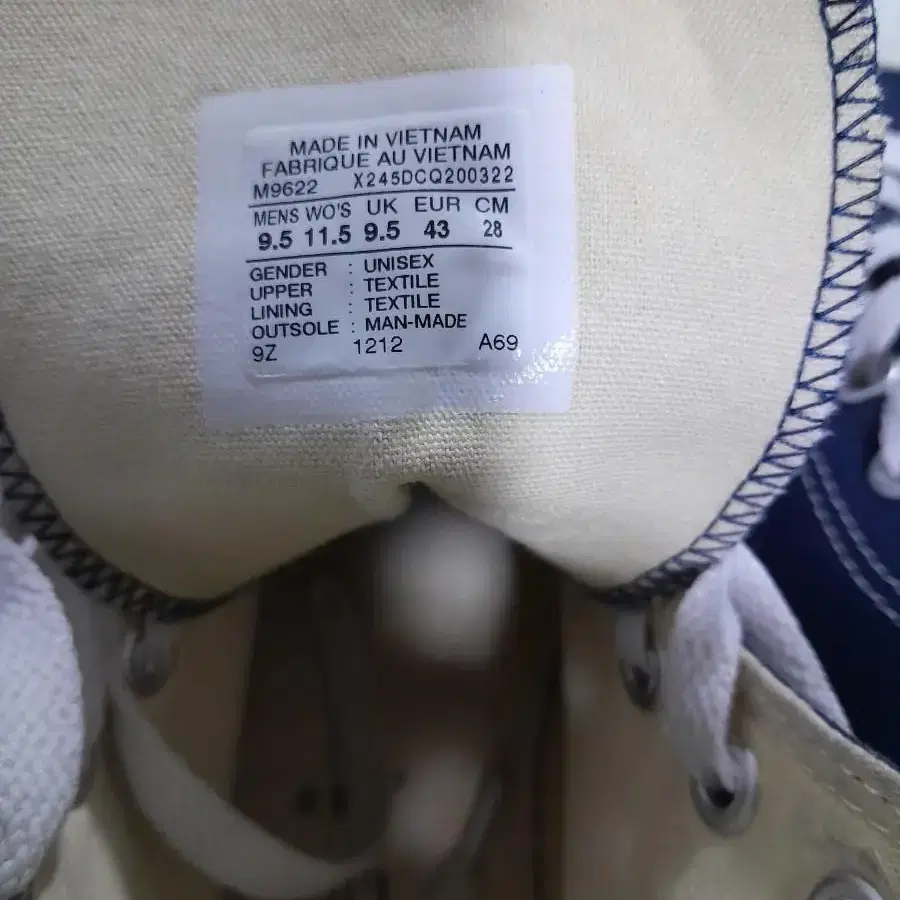 MADE IN VIETNAM
FABRIQUE AU VIETNAM
M9622 X245DCQ200322
MENS WO'S UK EUR CM
9.5 11.5 9.5 43 28
GENDER : UNISEX
UPPER : TEXTILE
LINING : TEXTILE
OUTSOLE : MAN-MADE
9Z 1212 A69